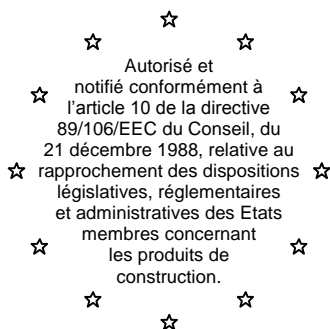 Autorisé et
notifié conformément à
l'article 10 de la directive
89/106/EEC du Conseil, du
21 décembre 1988, relative au
rapprochement des dispositions
législatives, réglementaires
et administratives des Etats
membres concernant
les produits de
construction.